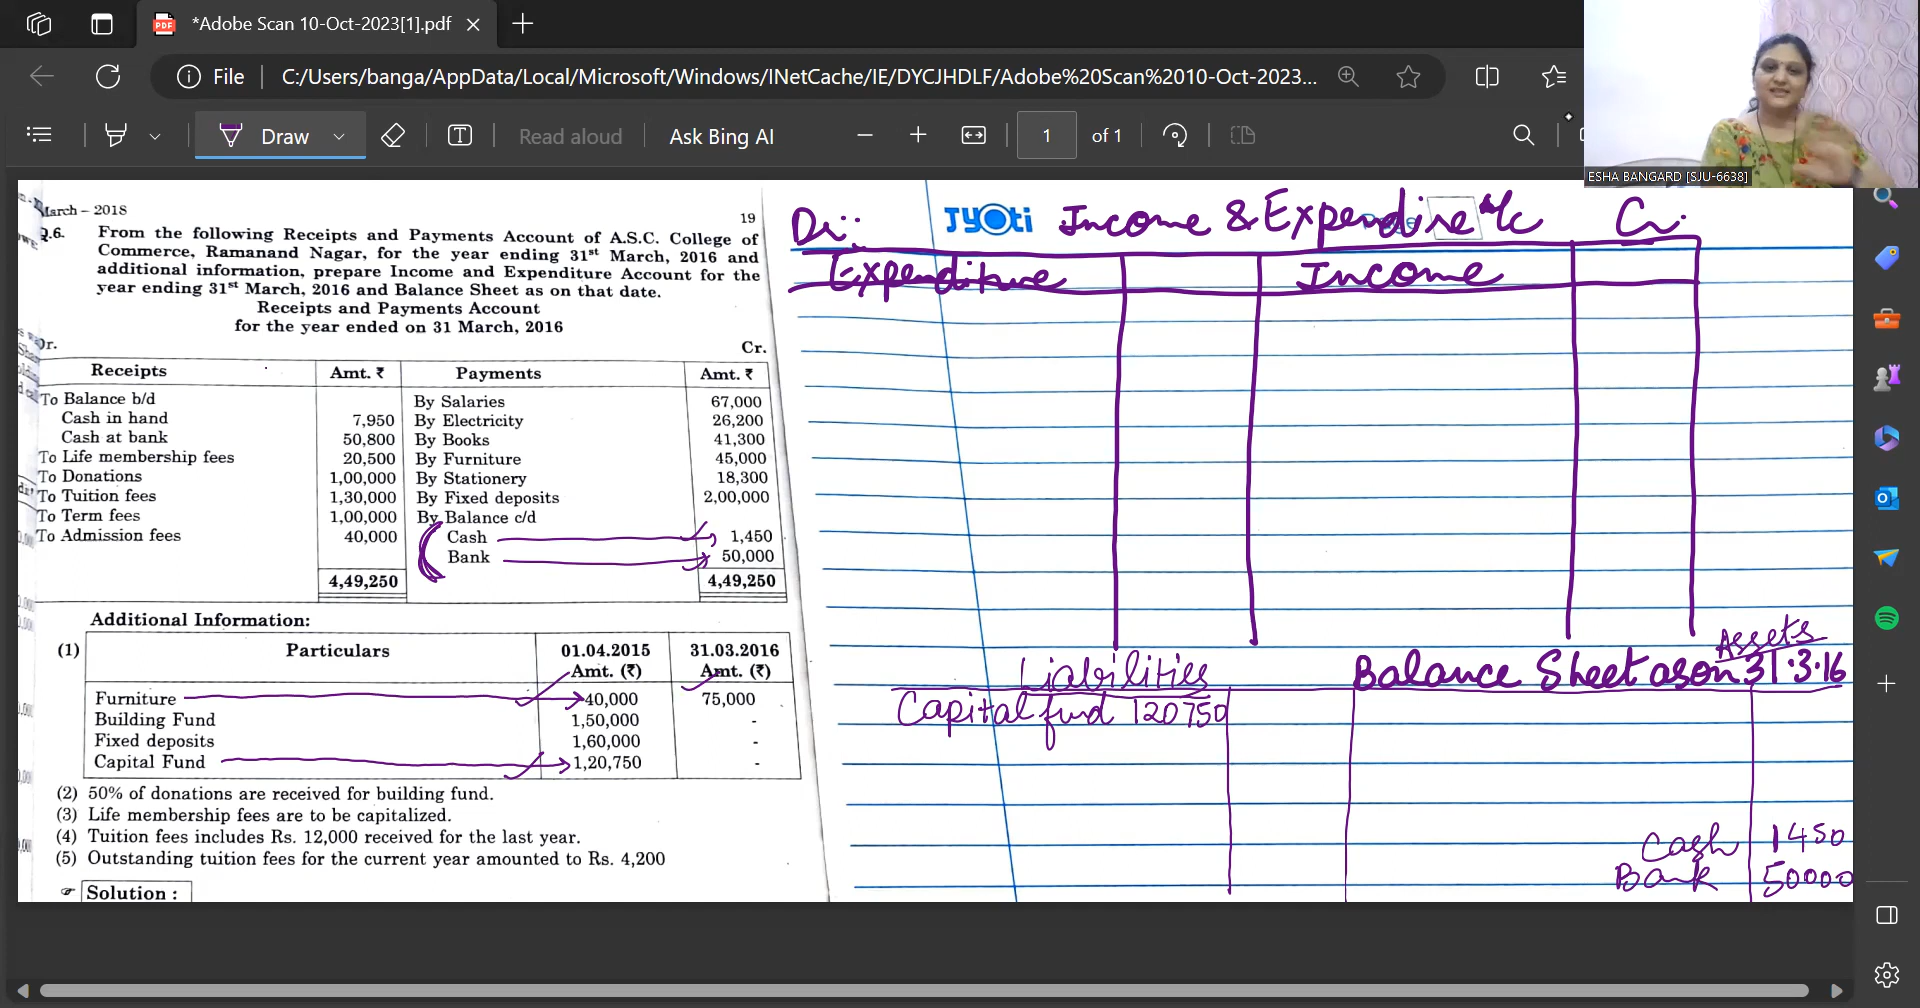 *Adobe Scan 10-Oct-2023[1].pdf
File C:/Users/banga/AppData/Local/Microsoft/Windows/INetCache/IE/DYCJHDLF/Adobe%20Scan%2010-Oct-2023...
Draw Read aloud Ask Bing AI 1 of 1
ESHA BANGARD [SJU-6638]
March – 2018
19
Q.6. From the following Receipts and Payments Account of A.S.C. College of
Commerce, Ramanand Nagar, for the year ending 31st March, 2016 and
additional information, prepare Income and Expenditure Account for the
year ending 31st March, 2016 and Balance Sheet as on that date.
Receipts and Payments Account
for the year ended on 31 March, 2016
Dr. Cr.
Receipts Amt. ₹ Payments Amt. ₹
To Balance b/d By Salaries 67,000
Cash in hand 7,950 By Electricity 26,200
Cash at bank 50,800 By Books 41,300
To Life membership fees 20,500 By Furniture 45,000
To Donations 1,00,000 By Stationery 18,300
To Tuition fees 1,30,000 By Fixed deposits 2,00,000
To Term fees 1,00,000 By Balance c/d
To Admission fees 40,000 Cash 1,450
Bank 50,000
4,49,250 4,49,250
Additional Information:
(1) Particulars 01.04.2015 31.03.2016
Amt. (₹) Amt. (₹)
Furniture 40,000 75,000
Building Fund 1,50,000 -
Fixed deposits 1,60,000 -
Capital Fund 1,20,750 -
(2) 50% of donations are received for building fund.
(3) Life membership fees are to be capitalized.
(4) Tuition fees includes Rs. 12,000 received for the last year.
(5) Outstanding tuition fees for the current year amounted to Rs. 4,200
Solution :
Dr. Jyoti Income & Expendire A/c Cr.
Expenditure Income
Assets
Liabilities Balance Sheet as on 31·3·16
Capital fund 120750
Cash 1450
Bank 50000